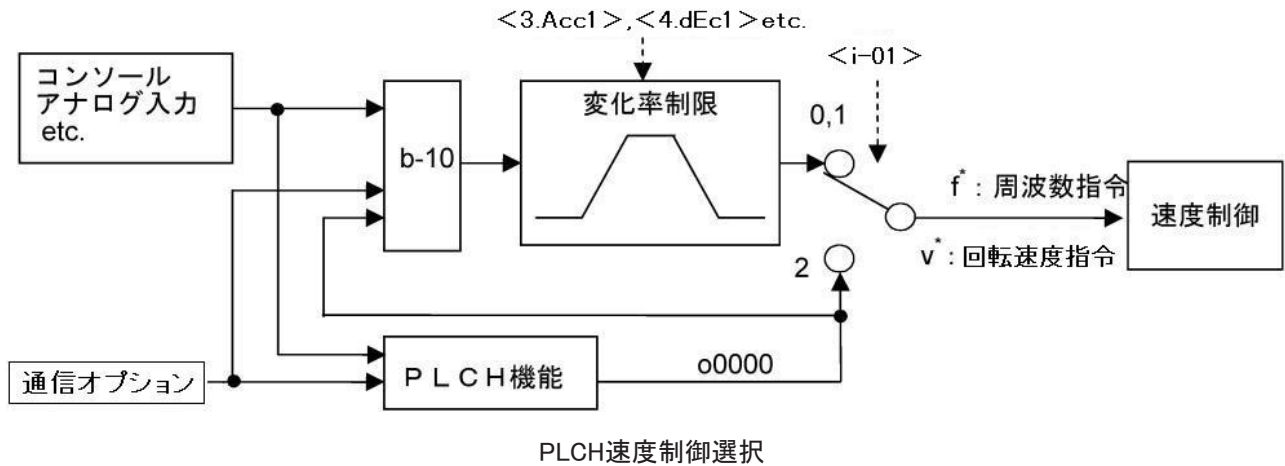 <3.Acc1>,<4.dEc1>etc.
<i-01>
コンソール
アナログ入力
etc.
b-10
変化率制限
0,1
f* : 周波数指令
v* : 回転速度指令
速度制御
2
通信オプション
ＰＬＣＨ機能
o0000
PLCH速度制御選択